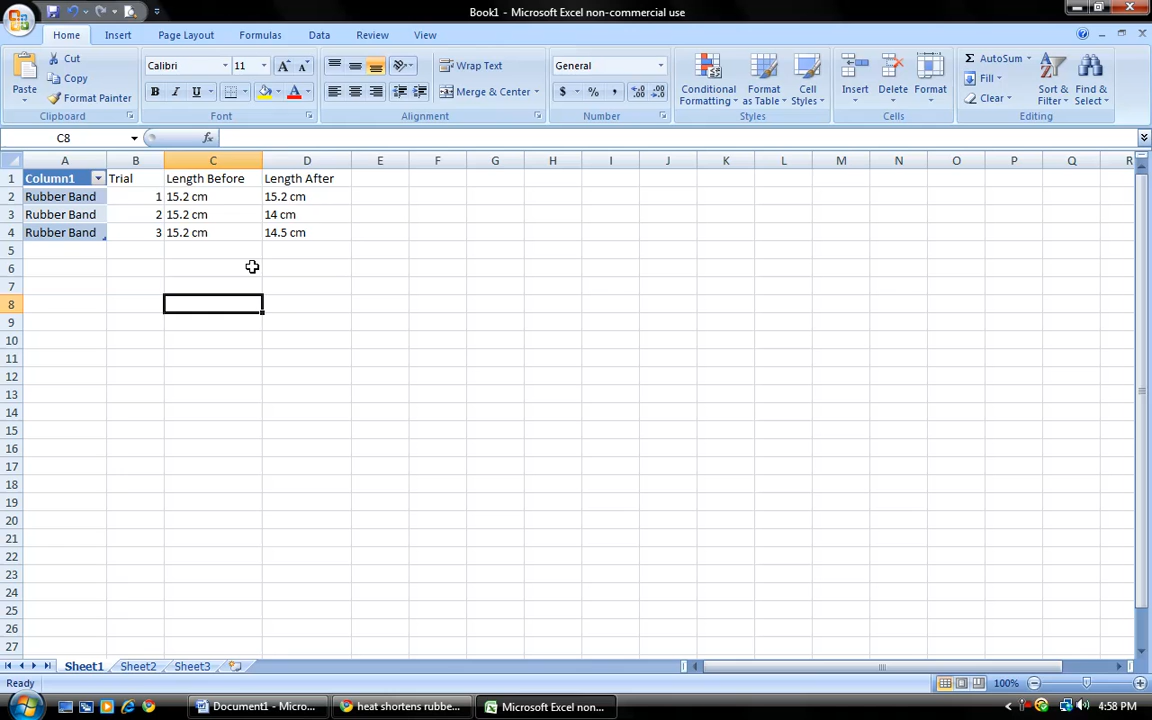 Book1 - Microsoft Excel non-commercial use
Home Insert Page Layout Formulas Data Review View
Cut
Copy
Format Painter
Paste
Clipboard
Calibri 11
B I U
Font
Wrap Text
Merge & Center
Alignment
General
$ % ,
Number
Conditional Formatting
Format as Table
Cell Styles
Styles
Insert Delete Format
Cells
Σ AutoSum
Fill
Clear
Sort & Filter
Find & Select
Editing
C8 fx
A B C D E F G H I J K L M N O P Q R
1 Column1 Trial Length Before Length After
2 Rubber Band 1 15.2 cm 15.2 cm
3 Rubber Band 2 15.2 cm 14 cm
4 Rubber Band 3 15.2 cm 14.5 cm
5
6
7
8
9
10
11
12
13
14
15
16
17
18
19
20
21
22
23
24
25
26
27
Sheet1 Sheet2 Sheet3
Ready 100%
Document1 - Micro... heat shortens rubbe... Microsoft Excel non-... 4:58 PM